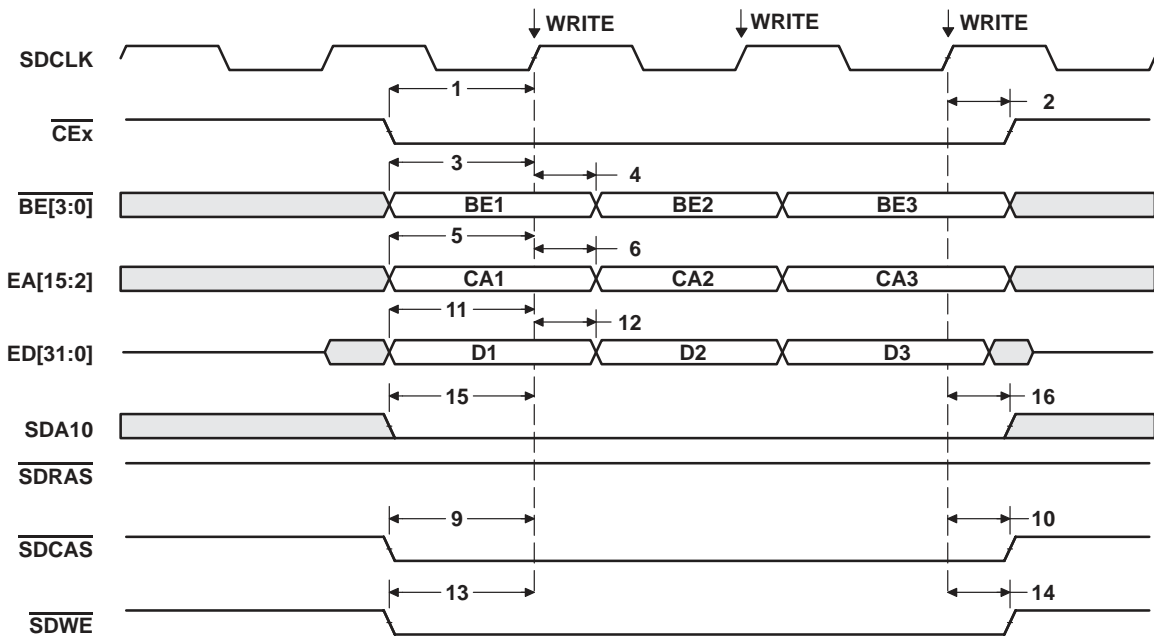 WRITE WRITE WRITE
SDCLK
1 2
CEx
3 4
BE[3:0] BE1 BE2 BE3
5 6
EA[15:2] CA1 CA2 CA3
11 12
ED[31:0] D1 D2 D3
15 16
SDA10
SDRAS
9 10
SDCAS
13 14
SDWE